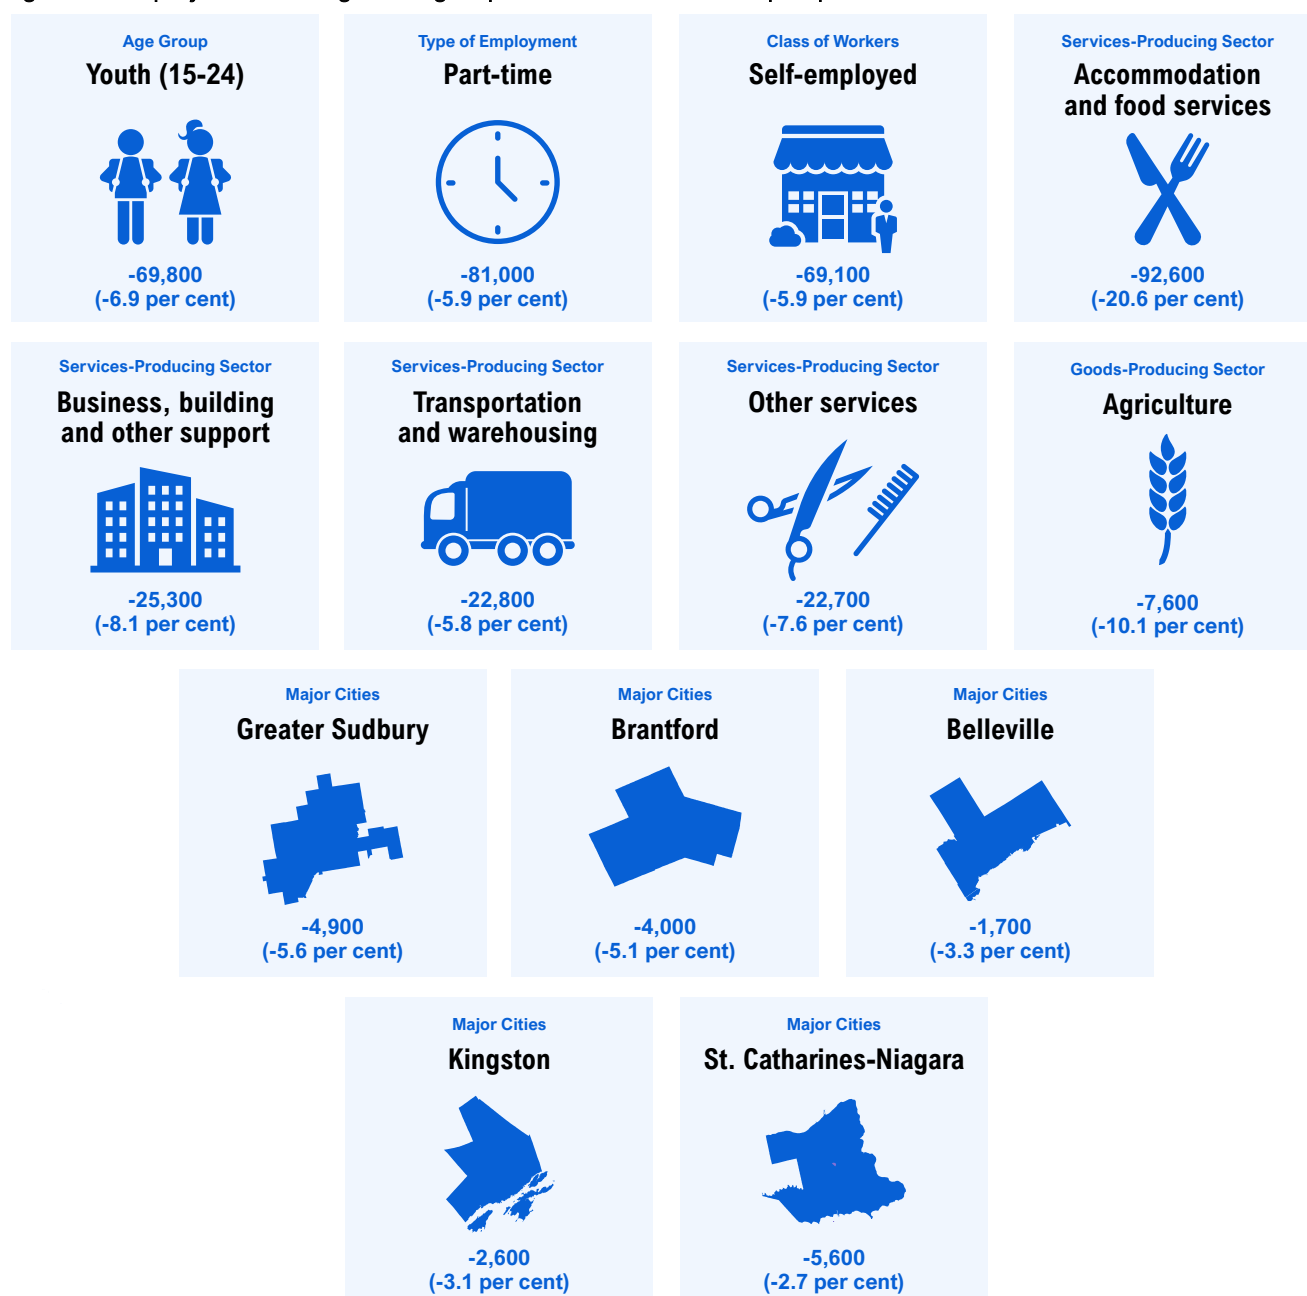 Age Group
Youth (15-24)
-69,800
(-6.9 per cent)
Type of Employment
Part-time
-81,000
(-5.9 per cent)
Class of Workers
Self-employed
-69,100
(-5.9 per cent)
Services-Producing Sector
Accommodation
and food services
-92,600
(-20.6 per cent)
Services-Producing Sector
Business, building
and other support
-25,300
(-8.1 per cent)
Services-Producing Sector
Transportation
and warehousing
-22,800
(-5.8 per cent)
Services-Producing Sector
Other services
-22,700
(-7.6 per cent)
Goods-Producing Sector
Agriculture
-7,600
(-10.1 per cent)
Major Cities
Greater Sudbury
-4,900
(-5.6 per cent)
Major Cities
Brantford
-4,000
(-5.1 per cent)
Major Cities
Belleville
-1,700
(-3.3 per cent)
Major Cities
Kingston
-2,600
(-3.1 per cent)
Major Cities
St. Catharines-Niagara
-5,600
(-2.7 per cent)